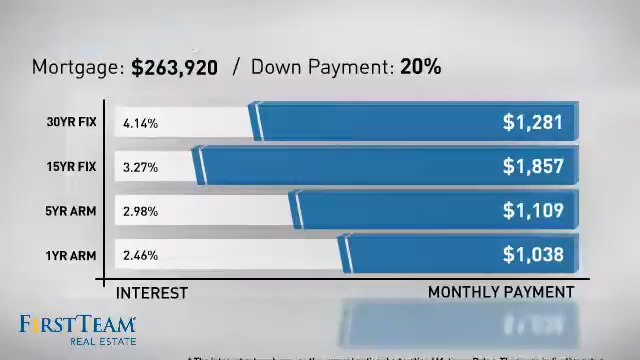 Mortgage: $263,920 / Down Payment: 20%
30YR FIX 4.14% $1,281
15YR FIX 3.27% $1,857
5YR ARM 2.98% $1,109
1YR ARM 2.46% $1,038
INTEREST MONTHLY PAYMENT
FIRSTTEAM®
REAL ESTATE